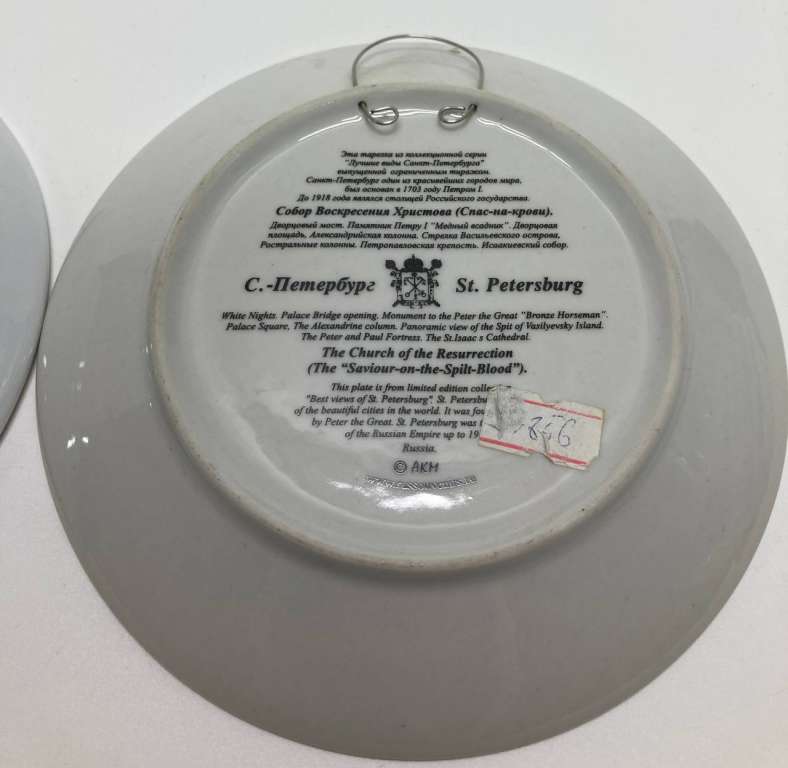 Эта тарелка из коллекционной серии
"Лучшие виды Санкт-Петербурга"
выпущенной ограниченным тиражом.
Санкт-Петербург один из красивейших городов мира,
был основан в 1703 году Петром I.
До 1918 года являлся столицей Российского государства.
Собор Воскресения Христова (Спас-на-крови).
Дворцовый мост. Памятник Петру I "Медный всадник". Дворцовая
площадь, Александрийская колонна. Стрелка Васильевского острова,
Ростральные колонны. Петропавловская крепость. Исаакиевский собор.
С.-Петербург St. Petersburg
White Nights. Palace Bridge opening. Monument to the Peter the Great "Bronze Horseman".
Palace Square, The Alexandrine column. Panoramic view of the Spit of Vasilyevsky Island.
The Peter and Paul Fortress. The St.Isaac s Cathedral.
The Church of the Resurrection
(The “Saviour-on-the-Spilt-Blood”).
This plate is from limited edition
"Best views of St. Petersburg". St.
of the beautiful cities in the world. It was
by Peter the Great. St. Petersburg was
of the Russian Empire up to
Russia.
© АКМ